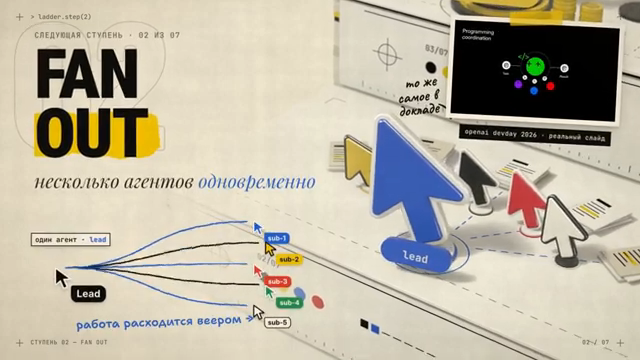 > ladder.step(2)
СЛЕДУЮЩАЯ СТУПЕНЬ · 02 ИЗ 07
FAN
OUT
несколько агентов одновременно
один агент · lead
Lead
sub-1
sub-2
sub-3
sub-4
sub-5
работа расходится веером →
СТУПЕНЬ 02 — FAN OUT
03/07
то же
самое в
докладе
Programming
coordination
openai devday 2026 · реальный слайд
lead
02 / 07